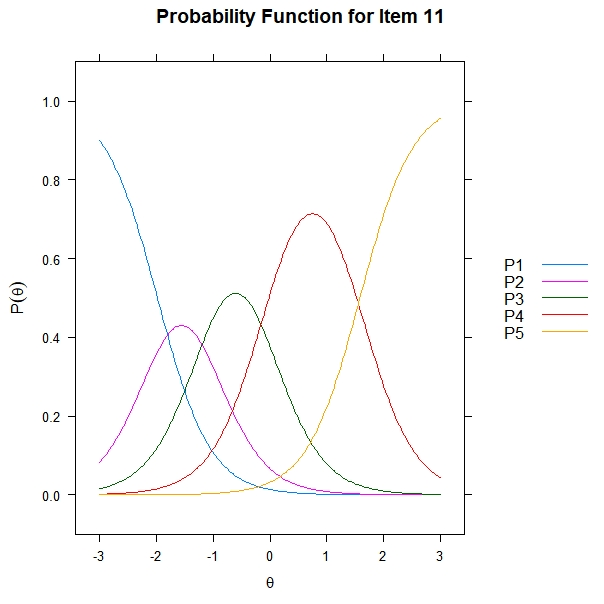 Probability Function for Item 11
1.0
0.8
0.6
0.4
0.2
0.0
P(θ)
-3 -2 -1 0 1 2 3
θ
P1
P2
P3
P4
P5